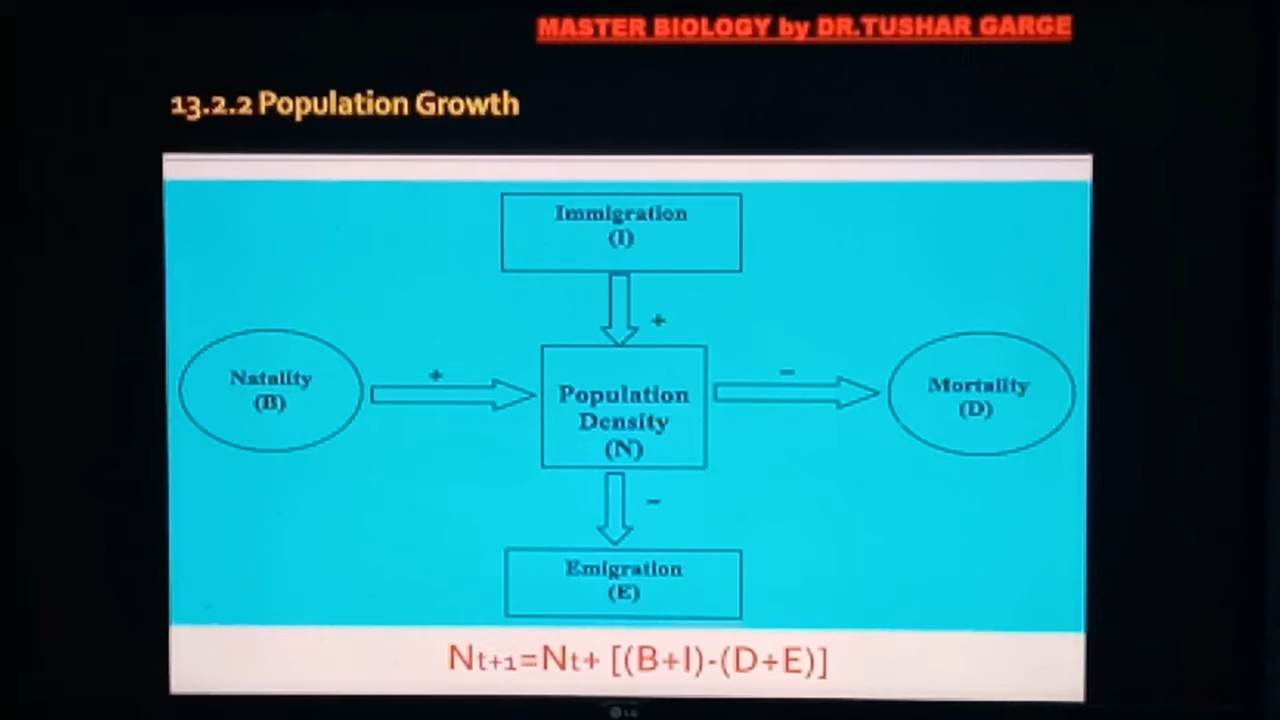 MASTER BIOLOGY by DR.TUSHAR GARGE
13.2.2 Population Growth
Immigration
(I)
+
Natality
(B)
+
Population
Density
(N)
−
Mortality
(D)
−
Emigration
(E)
Nt+1=Nt+ [(B+I)-(D+E)]
LG